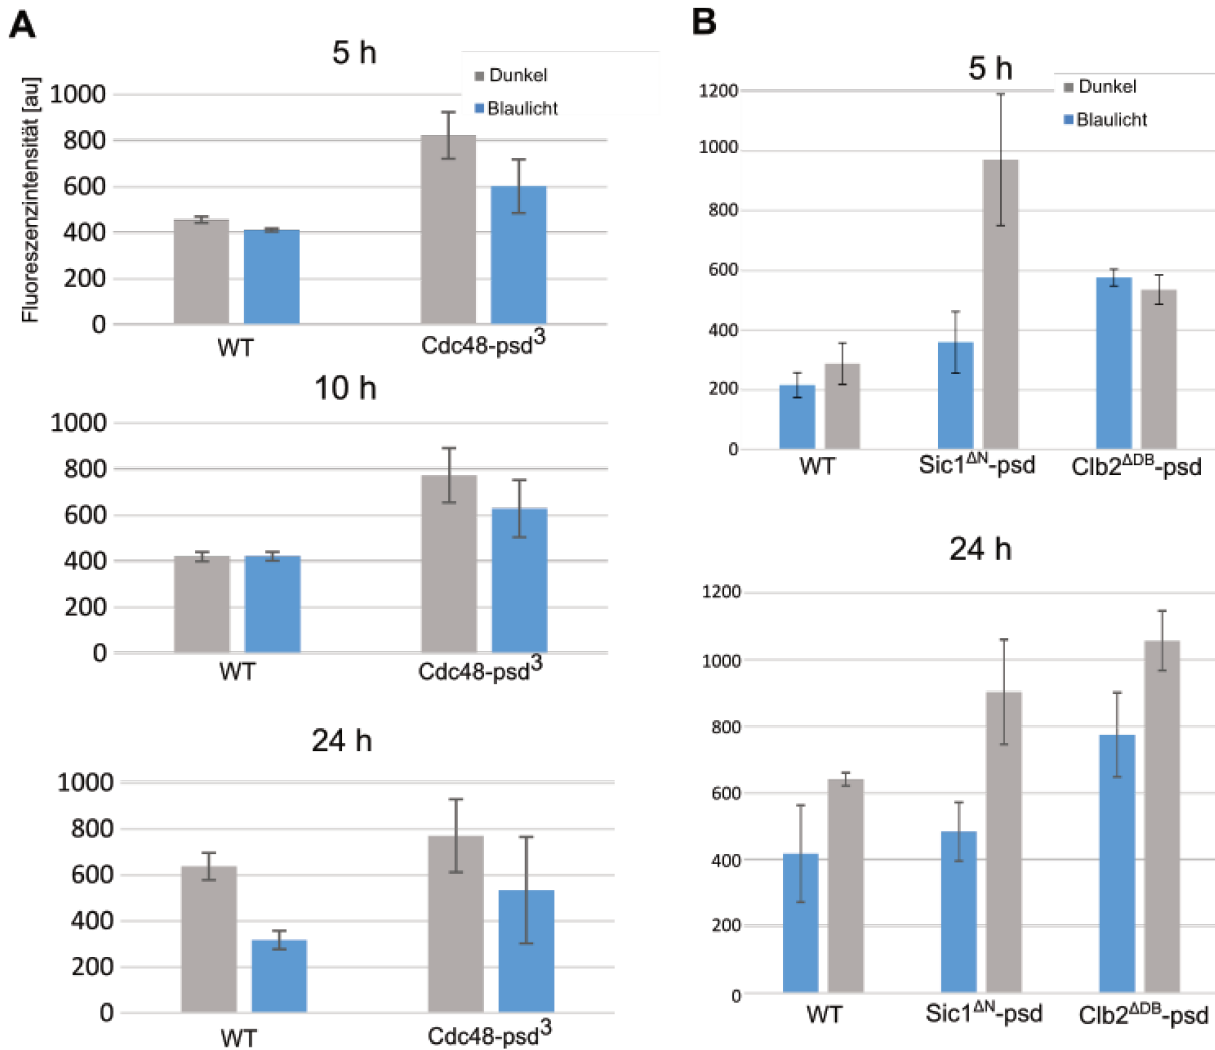 A
5 h
Dunkel
Blaulicht
Fluoreszenzintensität [au]
1000
800
600
400
200
0
WT
Cdc48-psd3
10 h
1000
800
600
400
200
0
WT
Cdc48-psd3
24 h
1000
800
600
400
200
0
WT
Cdc48-psd3
B
5 h
Dunkel
Blaulicht
1200
1000
800
600
400
200
0
WT
Sic1ΔN-psd
Clb2ΔDB-psd
24 h
1200
1000
800
600
400
200
0
WT
Sic1ΔN-psd
Clb2ΔDB-psd